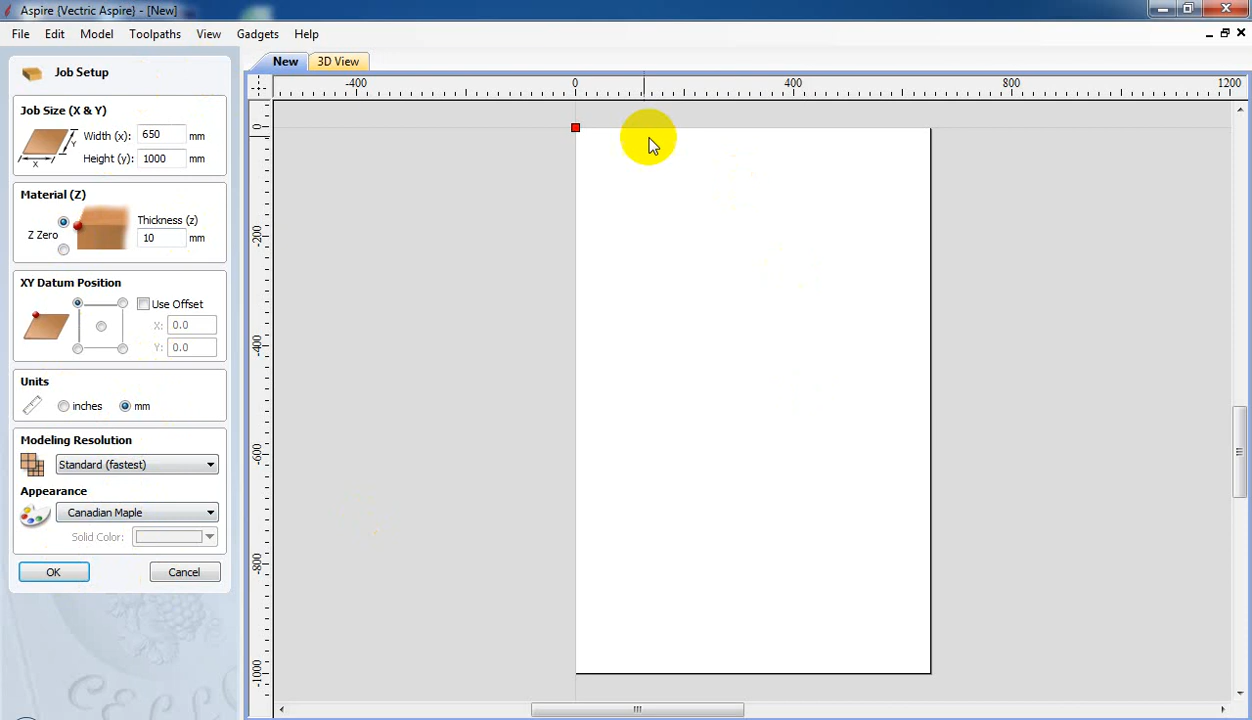 Aspire {Vectric Aspire} - [New]
File Edit Model Toolpaths View Gadgets Help
Job Setup
Job Size (X & Y)
Width (x): 650 mm
Height (y): 1000 mm
Y
X
Material (Z)
Thickness (z)
Z Zero
10 mm
XY Datum Position
Use Offset
X: 0.0
Y: 0.0
Units
inches mm
Modeling Resolution
Standard (fastest)
Appearance
Canadian Maple
Solid Color:
OK Cancel
New 3D View
-400 0 400 800 1200
0
-200
-400
-600
-800
-1000